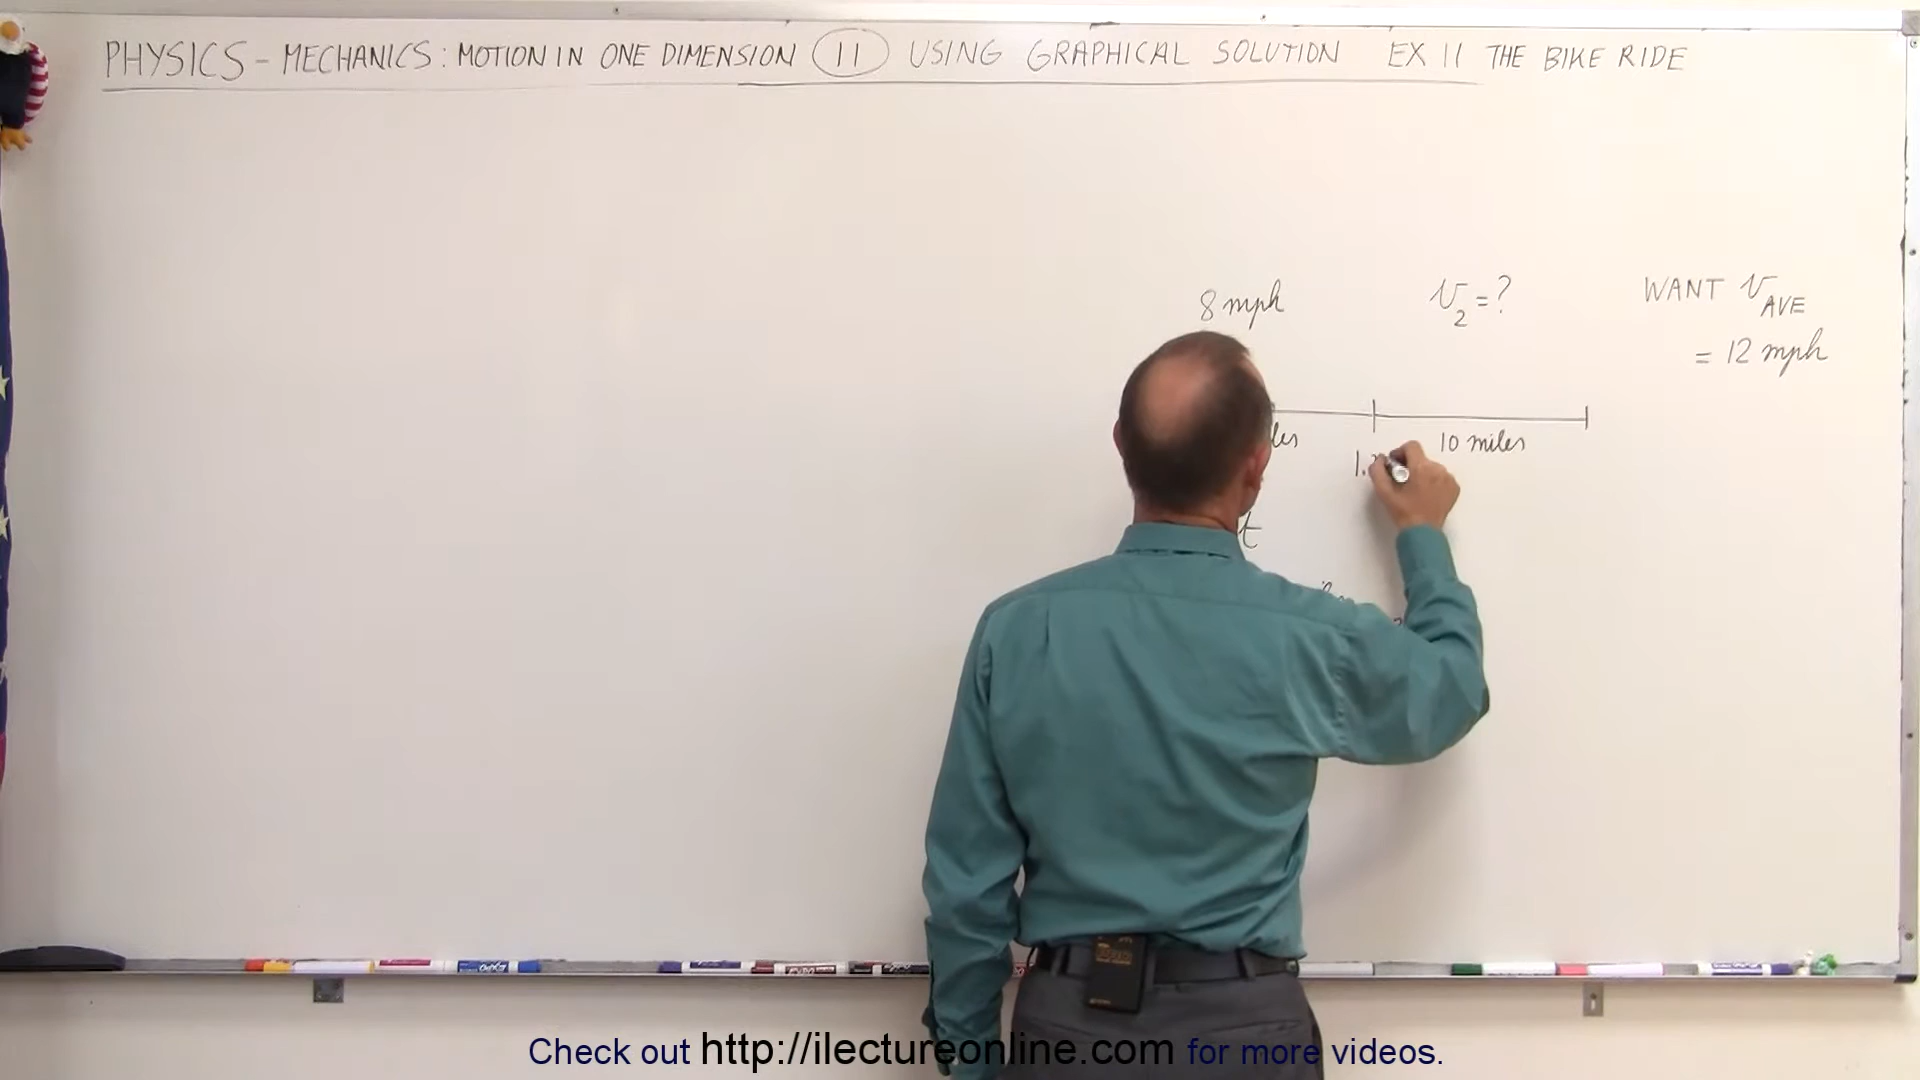 PHYSICS - MECHANICS: MOTION IN ONE DIMENSION 11 USING GRAPHICAL SOLUTION EX 11 THE BIKE RIDE
8 mph
v2 = ?
WANT vAVE
= 12 mph
10 miles
t
Check out http://ilectureonline.com for more videos.